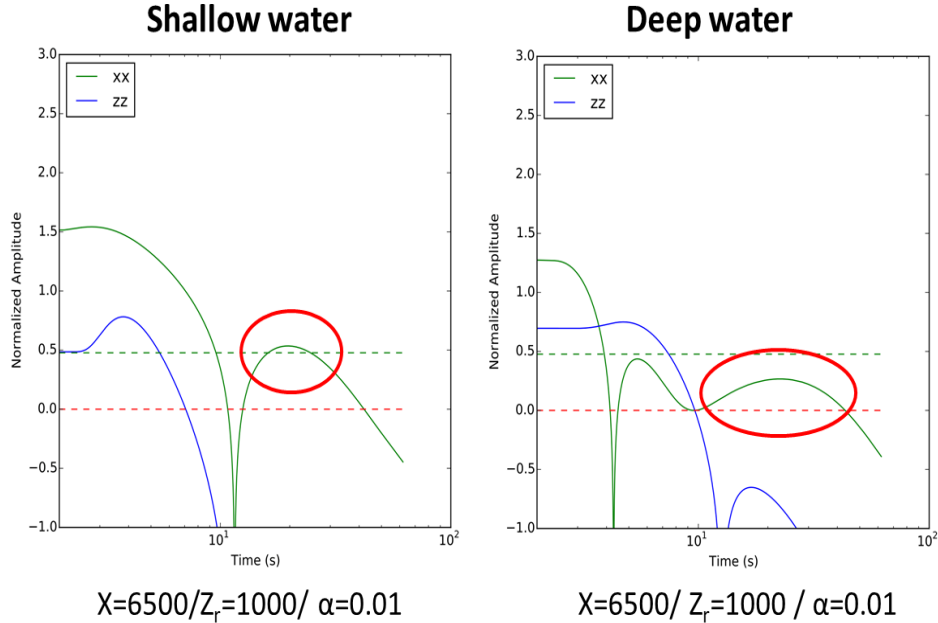 Shallow water
Deep water
3.0
2.5
2.0
1.5
1.0
0.5
0.0
−0.5
−1.0
Normalized Amplitude
xx
zz
10¹
10²
Time (s)
3.0
2.5
2.0
1.5
1.0
0.5
0.0
−0.5
−1.0
Normalized Amplitude
xx
zz
10¹
10²
Time (s)
X=6500/Zᵣ=1000/ α=0.01
X=6500/ Zᵣ=1000 / α=0.01